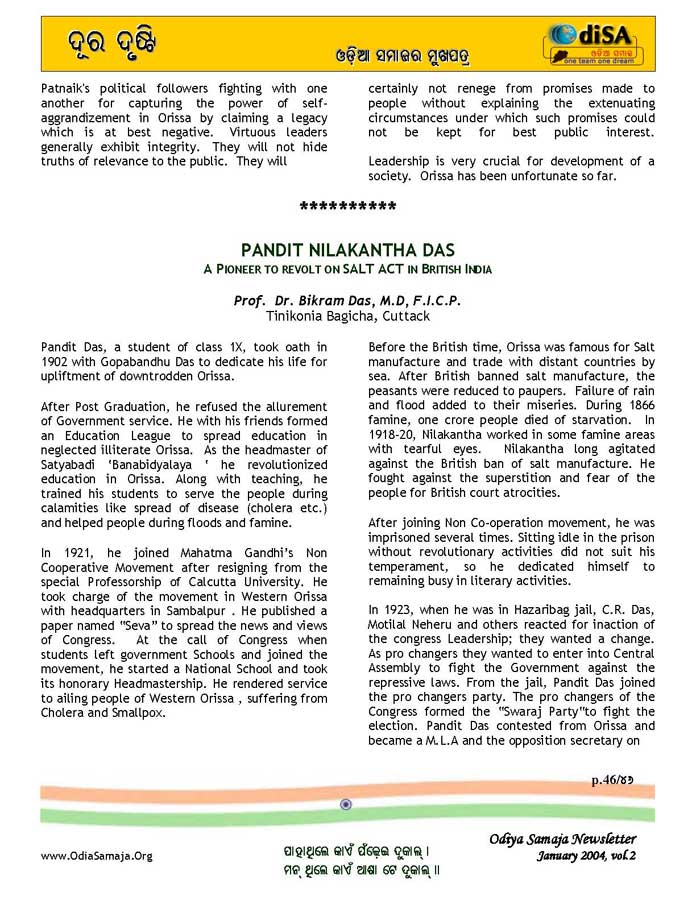 ଦୂର ଦୃଷ୍ଟି
ଓଡ଼ିଆ ସମାଜର ମୁଖପତ୍ର
OdiSA
ଓଡ଼ିଆ ସମାଜ
one team one dream
Patnaik's political followers fighting with one
another for capturing the power of self-
aggrandizement in Orissa by claiming a legacy
which is at best negative. Virtuous leaders
generally exhibit integrity. They will not hide
truths of relevance to the public. They will
certainly not renege from promises made to
people without explaining the extenuating
circumstances under which such promises could
not be kept for best public interest.
Leadership is very crucial for development of a
society. Orissa has been unfortunate so far.
**********
PANDIT NILAKANTHA DAS
A PIONEER TO REVOLT ON SALT ACT IN BRITISH INDIA
Prof. Dr. Bikram Das, M.D, F.I.C.P.
Tinikonia Bagicha, Cuttack
Pandit Das, a student of class 1X, took oath in
1902 with Gopabandhu Das to dedicate his life for
upliftment of downtrodden Orissa.
After Post Graduation, he refused the allurement
of Government service. He with his friends formed
an Education League to spread education in
neglected illiterate Orissa. As the headmaster of
Satyabadi 'Banabidyalaya ' he revolutionized
education in Orissa. Along with teaching, he
trained his students to serve the people during
calamities like spread of disease (cholera etc.)
and helped people during floods and famine.
In 1921, he joined Mahatma Gandhi's Non
Cooperative Movement after resigning from the
special Professorship of Calcutta University. He
took charge of the movement in Western Orissa
with headquarters in Sambalpur . He published a
paper named "Seva" to spread the news and views
of Congress. At the call of Congress when
students left government Schools and joined the
movement, he started a National School and took
its honorary Headmastership. He rendered service
to ailing people of Western Orissa , suffering from
Cholera and Smallpox.
Before the British time, Orissa was famous for Salt
manufacture and trade with distant countries by
sea. After British banned salt manufacture, the
peasants were reduced to paupers. Failure of rain
and flood added to their miseries. During 1866
famine, one crore people died of starvation. In
1918-20, Nilakantha worked in some famine areas
with tearful eyes. Nilakantha long agitated
against the British ban of salt manufacture. He
fought against the superstition and fear of the
people for British court atrocities.
After joining Non Co-operation movement, he was
imprisoned several times. Sitting idle in the prison
without revolutionary activities did not suit his
temperament, so he dedicated himself to
remaining busy in literary activities.
In 1923, when he was in Hazaribag jail, C.R. Das,
Motilal Neheru and others reacted for inaction of
the congress Leadership; they wanted a change.
As pro changers they wanted to enter into Central
Assembly to fight the Government against the
repressive laws. From the jail, Pandit Das joined
the pro changers party. The pro changers of the
Congress formed the "Swaraj Party"to fight the
election. Pandit Das contested from Orissa and
became a M.L.A and the opposition secretary on
p.46/୪୬
www.OdiaSamaja.Org
ପାହାଥିଲେ କାଏଁ ପଁଢ଼େଇ ଦୁକାଲ୍ ।
ମନ୍ ଥିଲେ କାଏଁ ଆଷା ଟେ ଦୁକାଲ୍ ॥
Odiya Samaja Newsletter
January 2004, vol.2